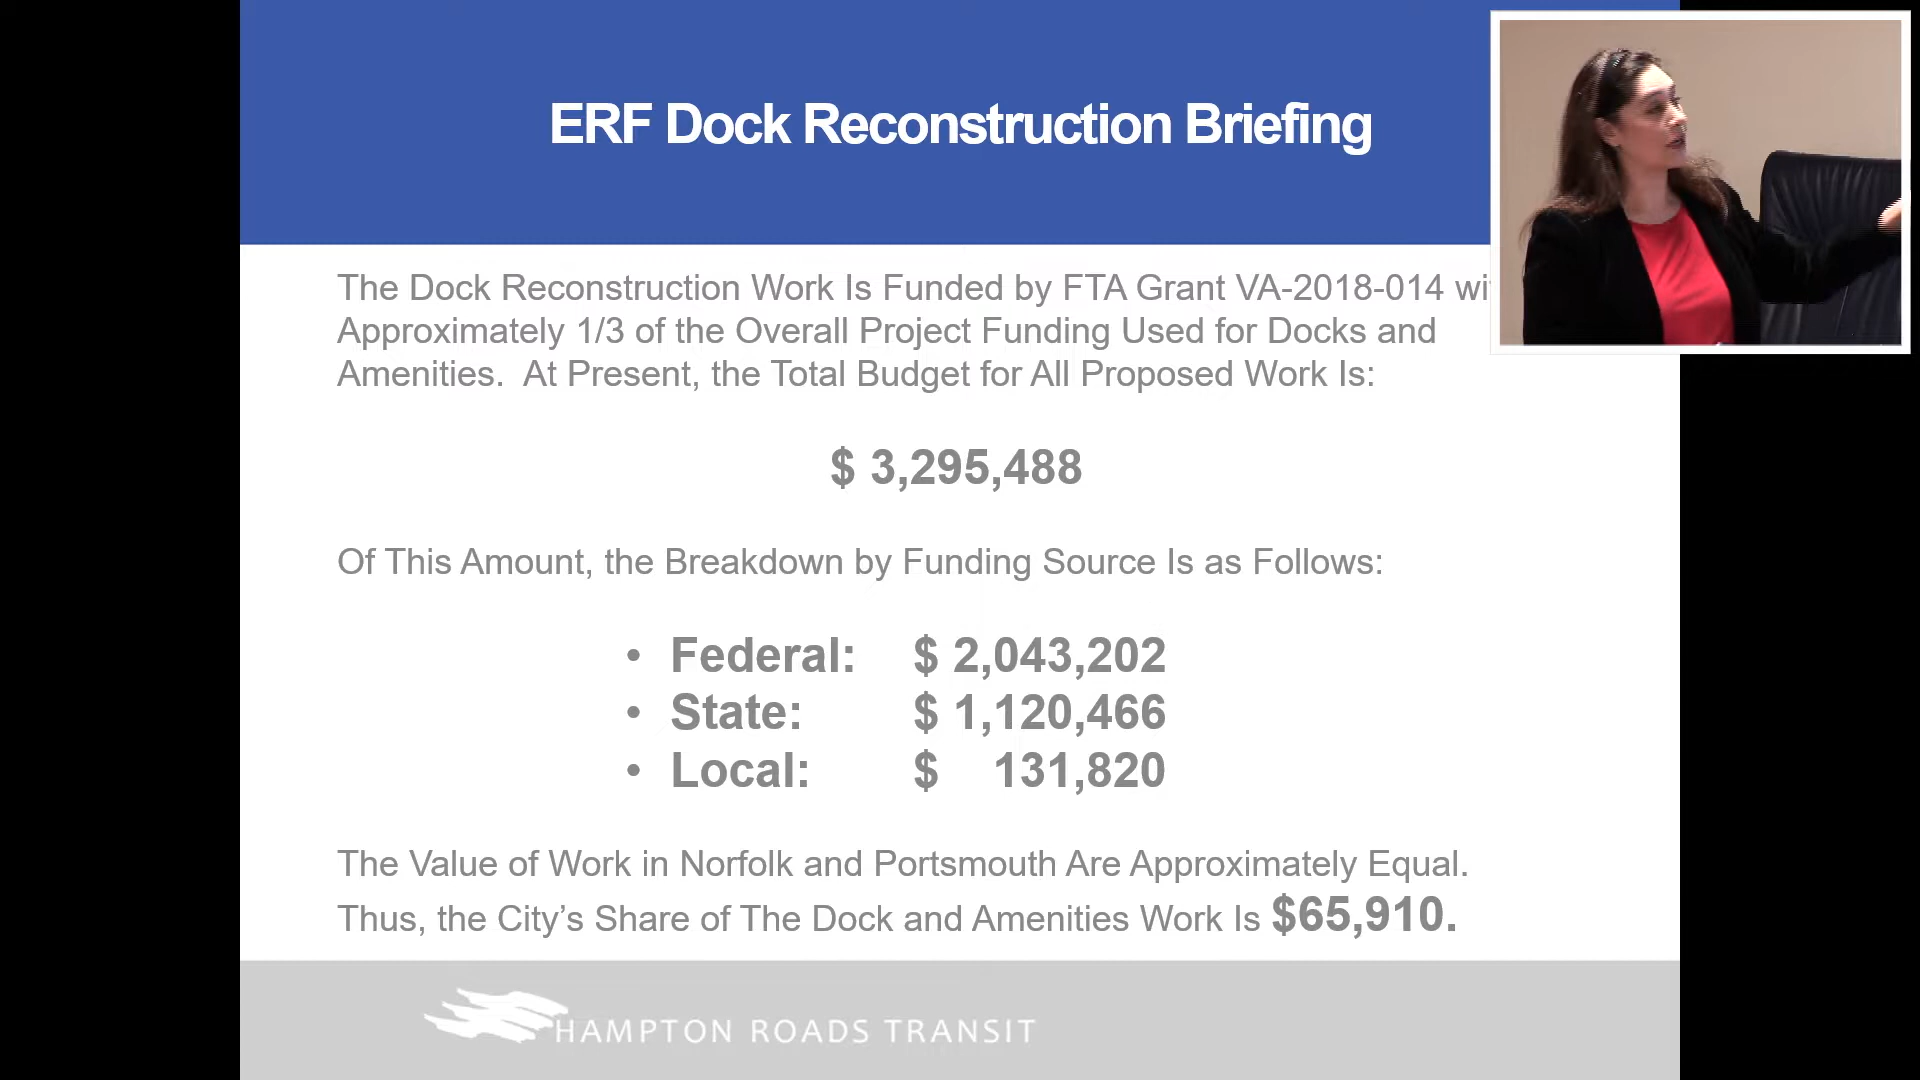 ERF Dock Reconstruction Briefing
The Dock Reconstruction Work Is Funded by FTA Grant VA-2018-014
Approximately 1/3 of the Overall Project Funding Used for Docks and
Amenities. At Present, the Total Budget for All Proposed Work Is:
$ 3,295,488
Of This Amount, the Breakdown by Funding Source Is as Follows:
• Federal: $ 2,043,202
• State: $ 1,120,466
• Local: $ 131,820
The Value of Work in Norfolk and Portsmouth Are Approximately Equal.
Thus, the City’s Share of The Dock and Amenities Work Is $65,910.
HAMPTON ROADS TRANSIT